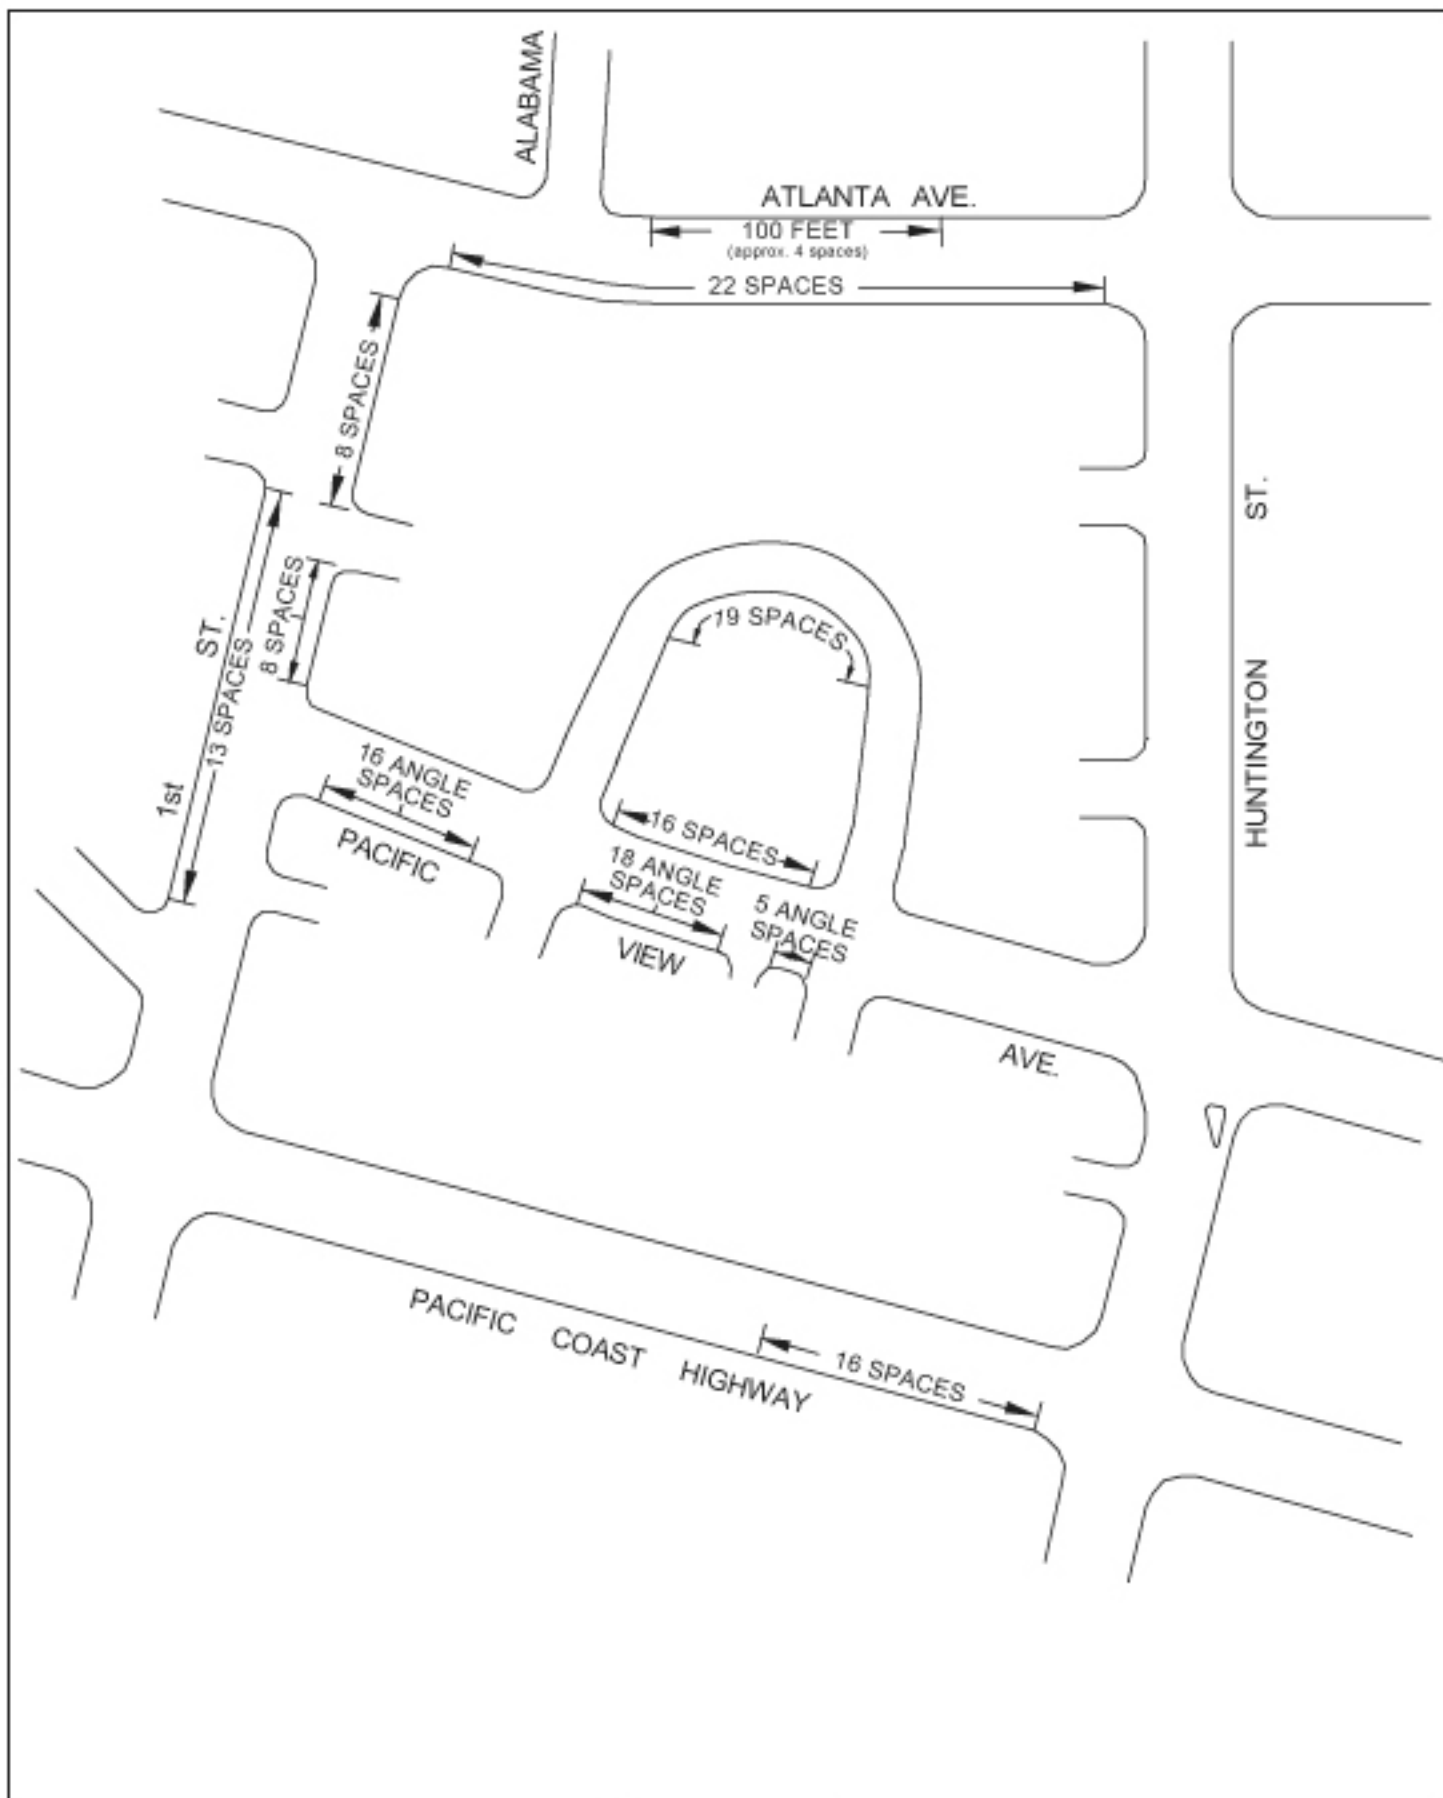 ALABAMA
ATLANTA AVE.
100 FEET
(approx. 4 spaces)
22 SPACES
8 SPACES
ST.
8 SPACES
ST.
13 SPACES
19 SPACES
HUNTINGTON
1st
16 ANGLE
SPACES
PACIFIC
16 SPACES
18 ANGLE
SPACES
5 ANGLE
SPACES
VIEW
AVE.
PACIFIC COAST HIGHWAY
16 SPACES